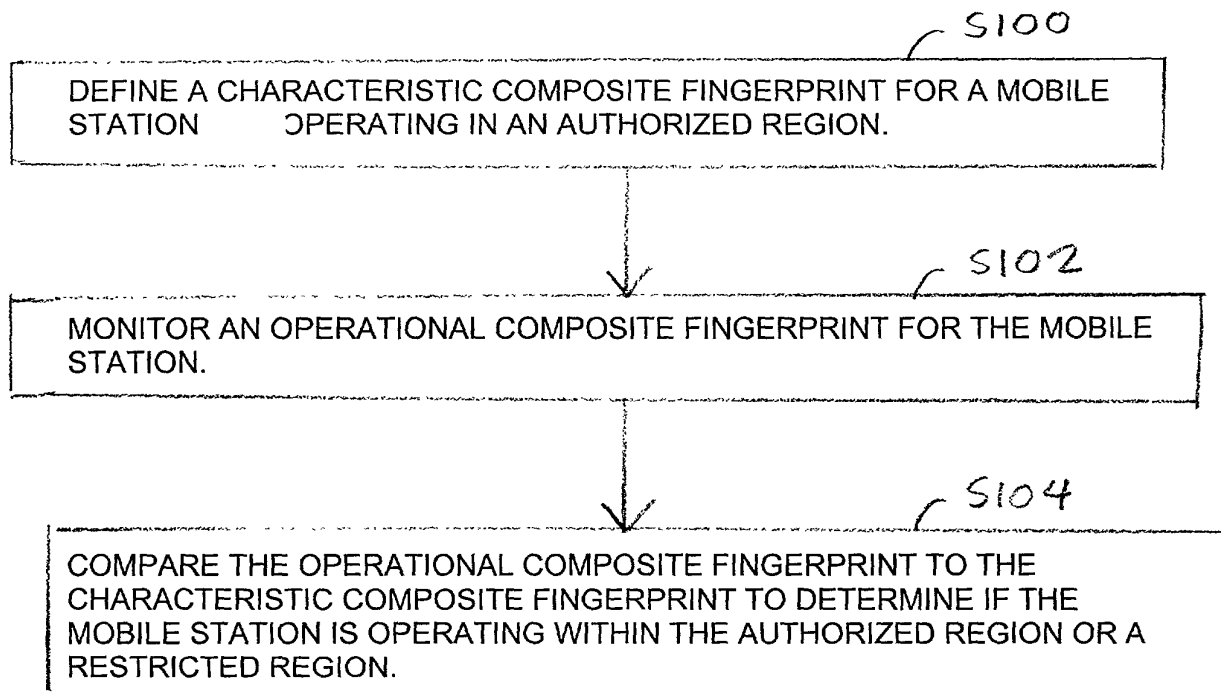 S100
DEFINE A CHARACTERISTIC COMPOSITE FINGERPRINT FOR A MOBILE
STATION OPERATING IN AN AUTHORIZED REGION.
S102
MONITOR AN OPERATIONAL COMPOSITE FINGERPRINT FOR THE MOBILE
STATION.
S104
COMPARE THE OPERATIONAL COMPOSITE FINGERPRINT TO THE
CHARACTERISTIC COMPOSITE FINGERPRINT TO DETERMINE IF THE
MOBILE STATION IS OPERATING WITHIN THE AUTHORIZED REGION OR A
RESTRICTED REGION.